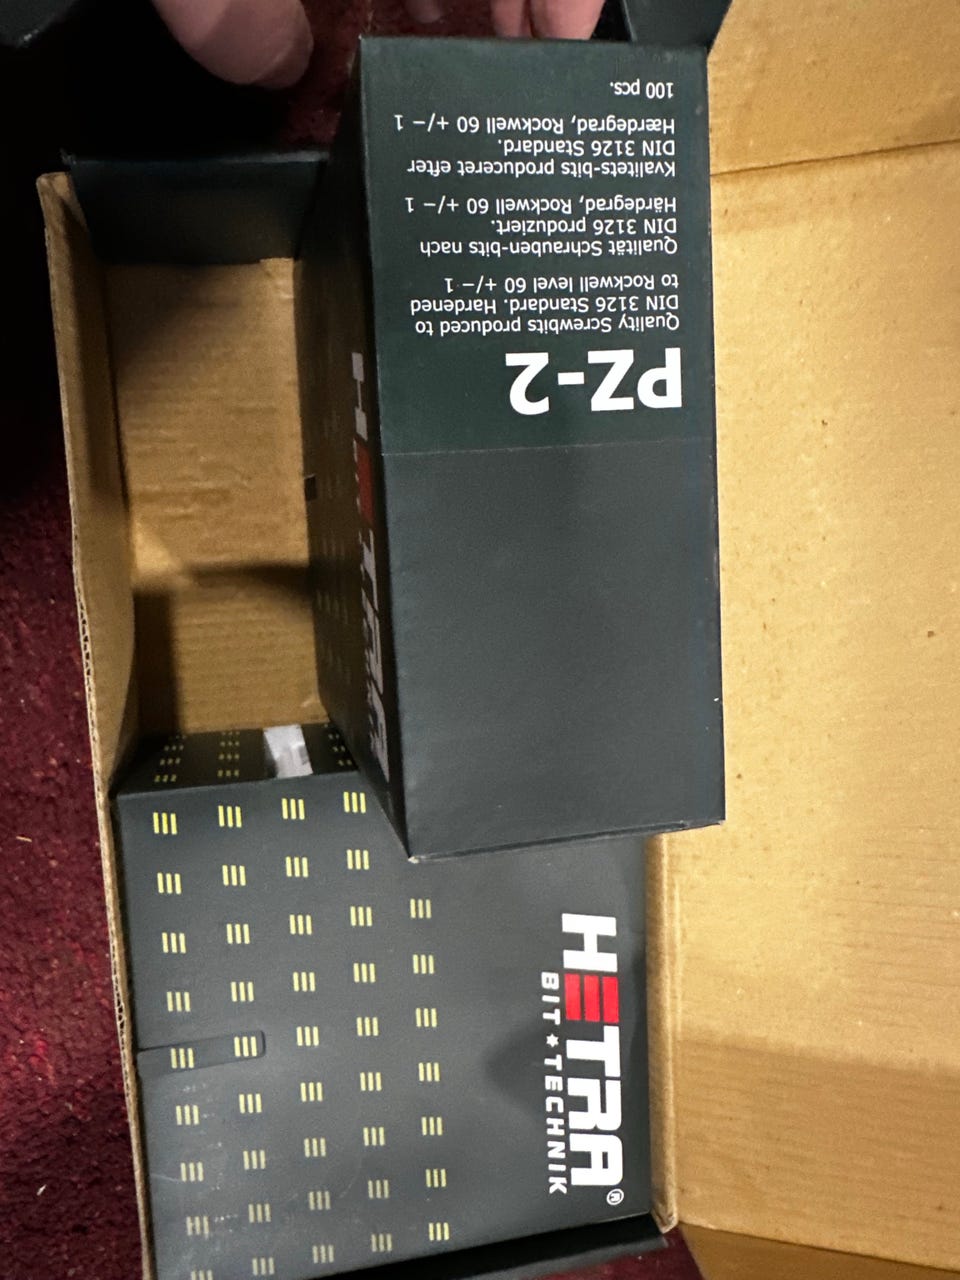 PZ-2
Quality Screwbits produced to
DIN 3126 Standard. Hardened
to Rockwell level 60 +/− 1
Qualität Schrauben-bits nach
DIN 3126 produziert.
Härdegrad, Rockwell 60 +/− 1
Kvalitets-bits produceret efter
DIN 3126 Standard.
Hærdegrad, Rockwell 60 +/− 1
100 pcs.
HETRA
HETRA®
BIT★TECHNIK